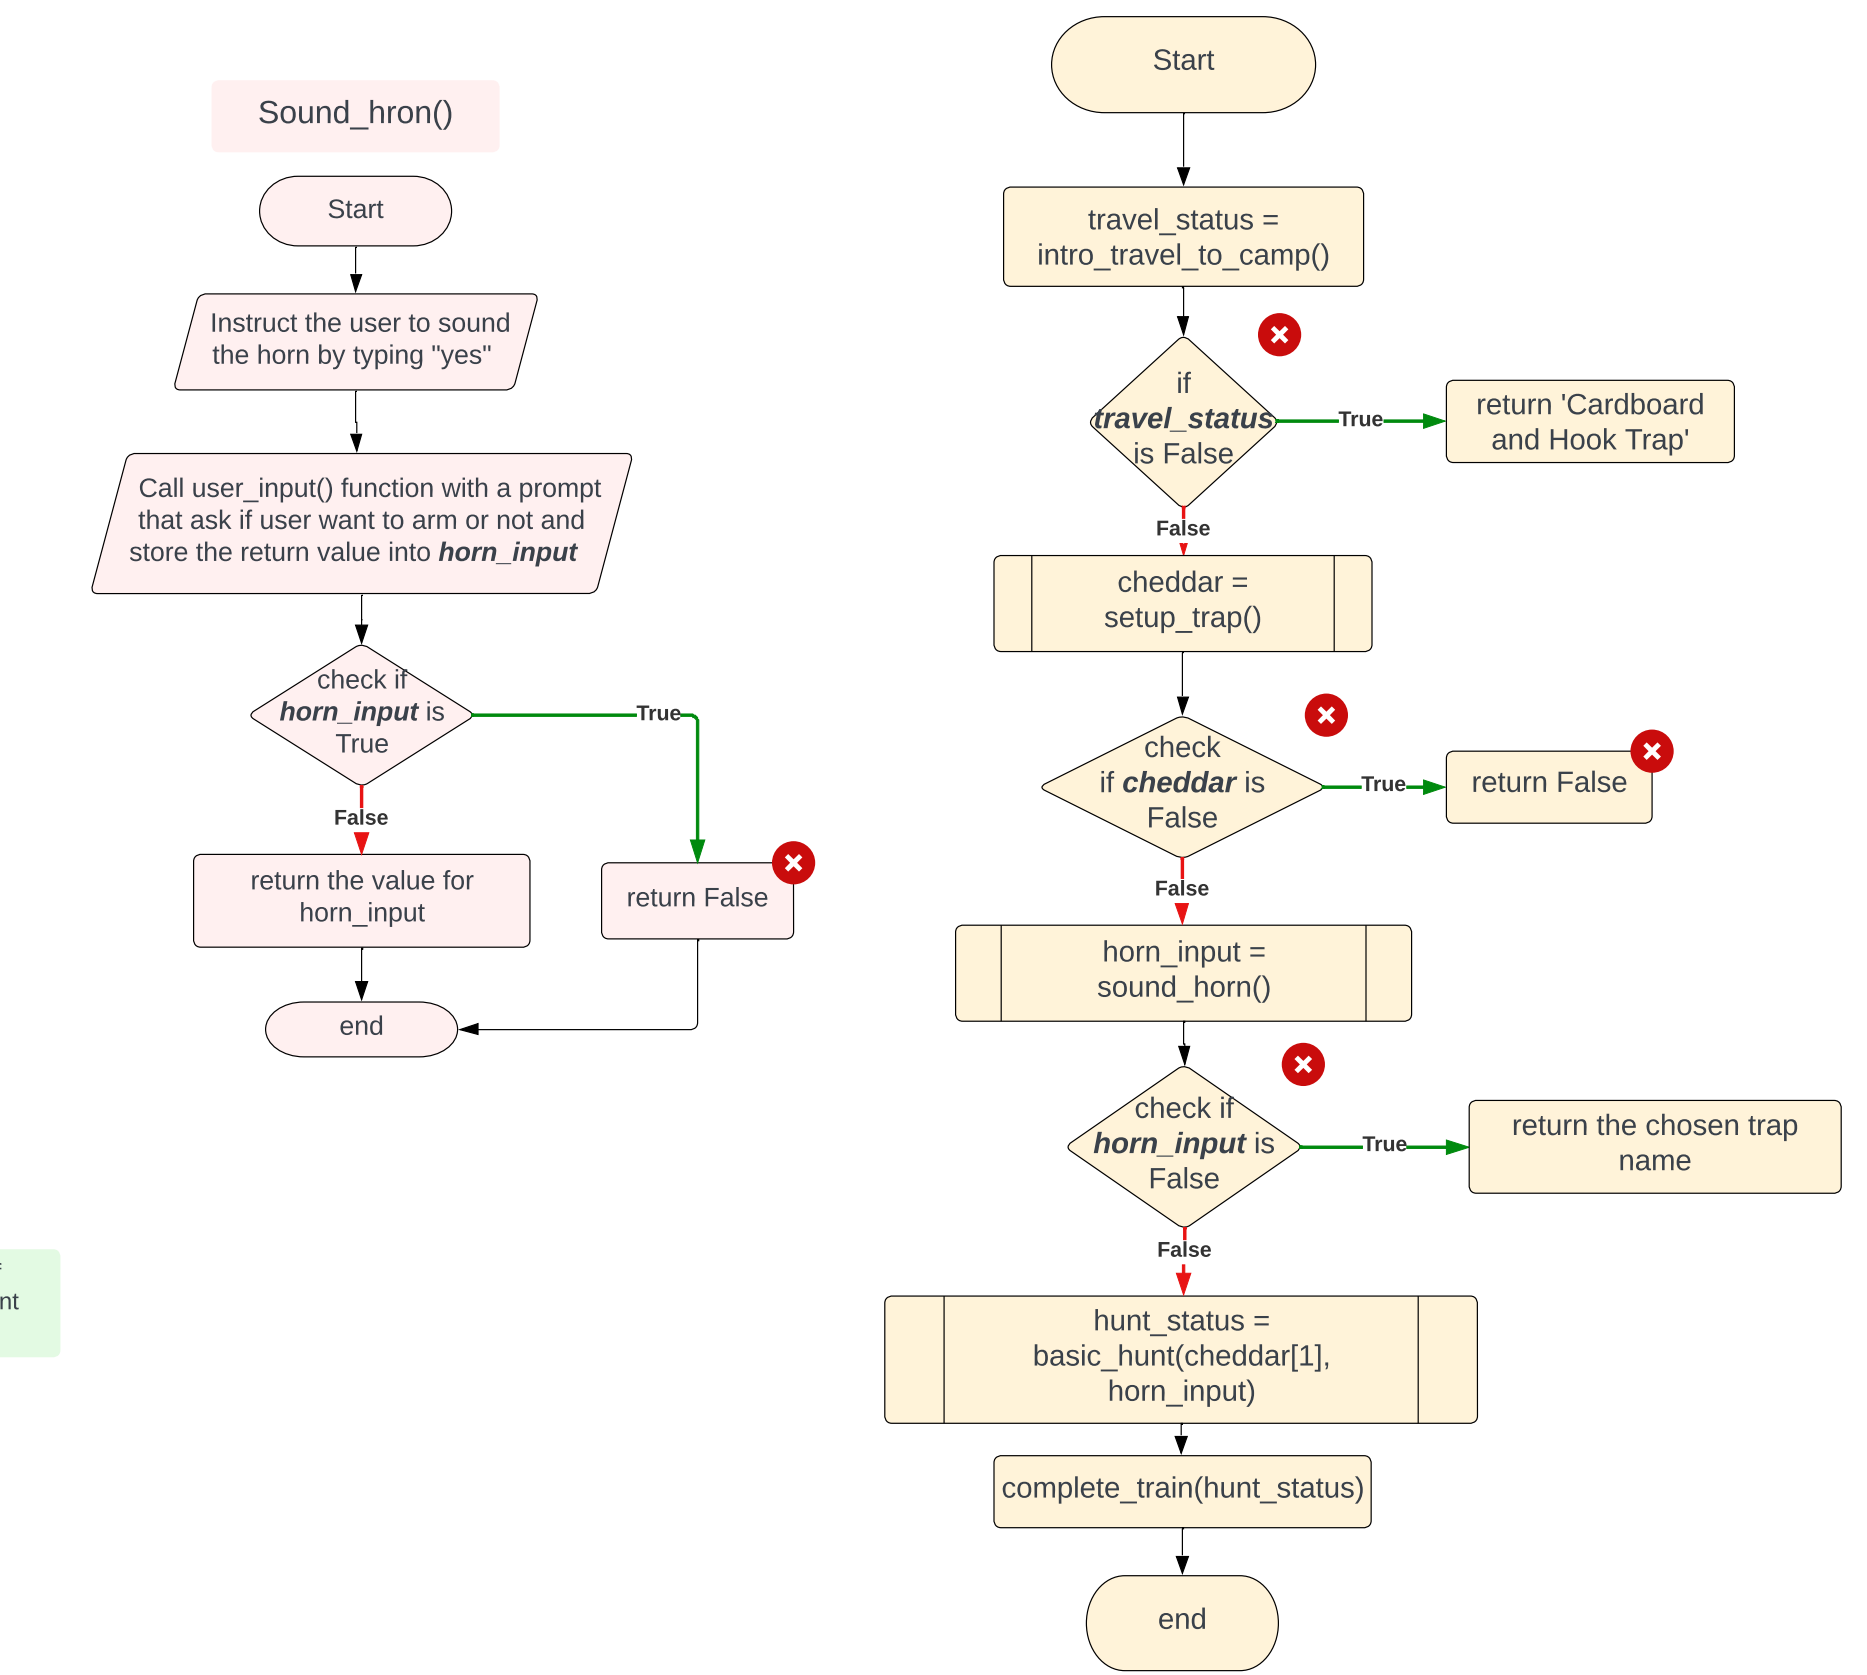 Sound_hron()
Start
Instruct the user to sound
the horn by typing "yes"
Call user_input() function with a prompt
that ask if user want to arm or not and
store the return value into horn_input
check if
horn_input is
True
True
False
return the value for
horn_input
return False
end
nt
Start
travel_status =
intro_travel_to_camp()
if
travel_status
is False
True
return 'Cardboard
and Hook Trap'
False
cheddar =
setup_trap()
check
if cheddar is
False
True
return False
False
horn_input =
sound_horn()
check if
horn_input is
False
True
return the chosen trap
name
False
hunt_status =
basic_hunt(cheddar[1],
horn_input)
complete_train(hunt_status)
end